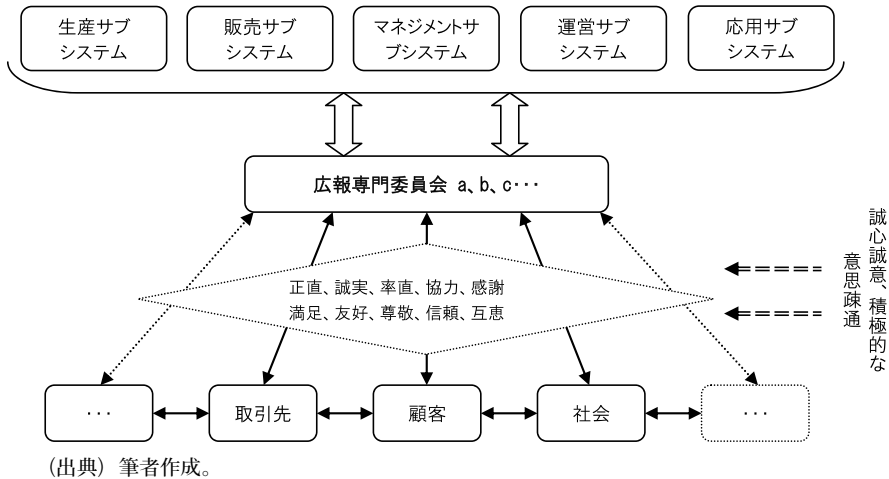 生産サブ
システム
販売サブ
システム
マネジメントサ
ブシステム
運営サブ
システム
応用サブ
システム
広報専門委員会 a、b、c･･･
正直、誠実、率直、協力、感謝
満足、友好、尊敬、信頼、互恵
誠心誠意、積極的な
意思疎通
･･･
取引先
顧客
社会
･･･
（出典）筆者作成。